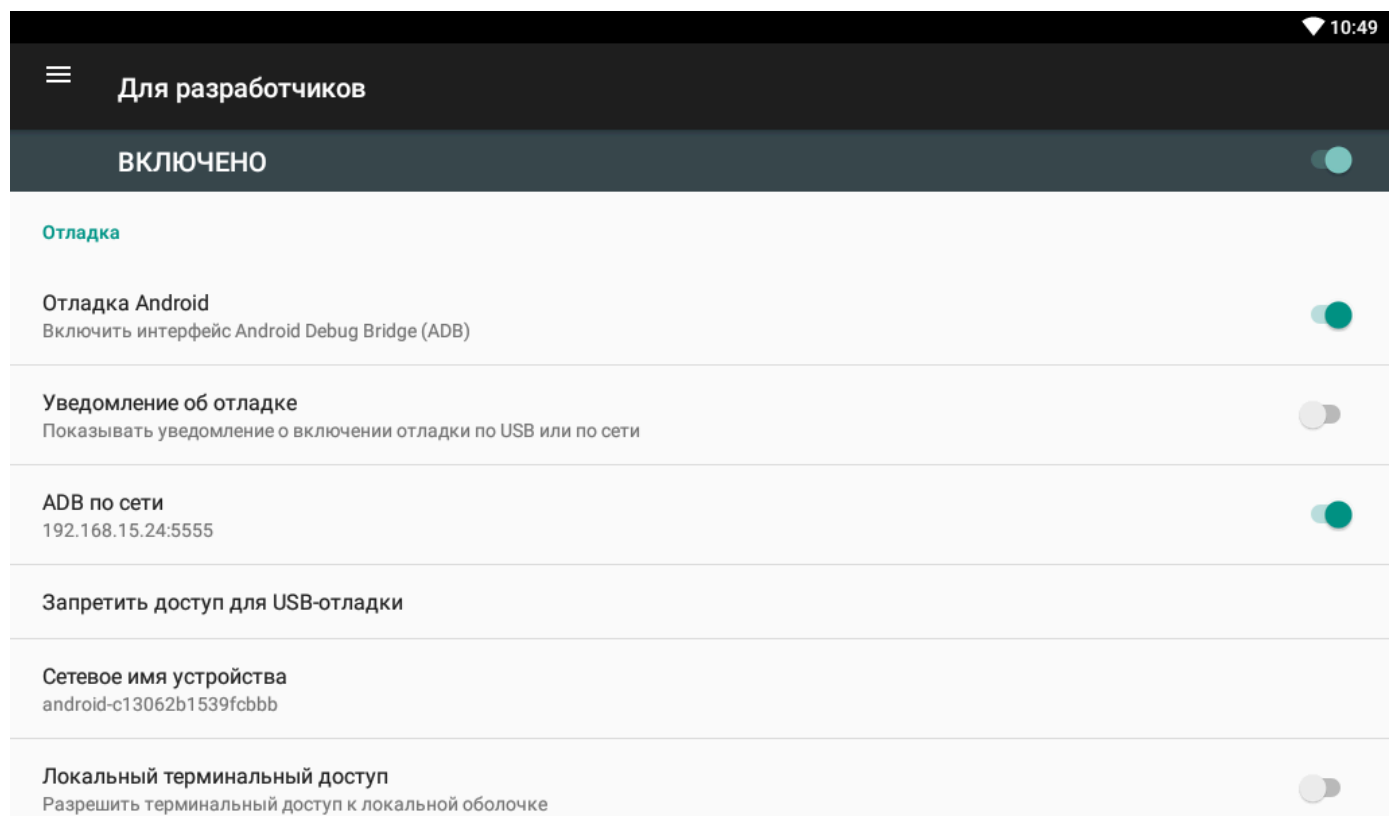 10:49
Для разработчиков
ВКЛЮЧЕНО
Отладка
Отладка Android
Включить интерфейс Android Debug Bridge (ADB)
Уведомление об отладке
Показывать уведомление о включении отладки по USB или по сети
ADB по сети
192.168.15.24:5555
Запретить доступ для USB-отладки
Сетевое имя устройства
android-c13062b1539fcbbb
Локальный терминальный доступ
Разрешить терминальный доступ к локальной оболочке